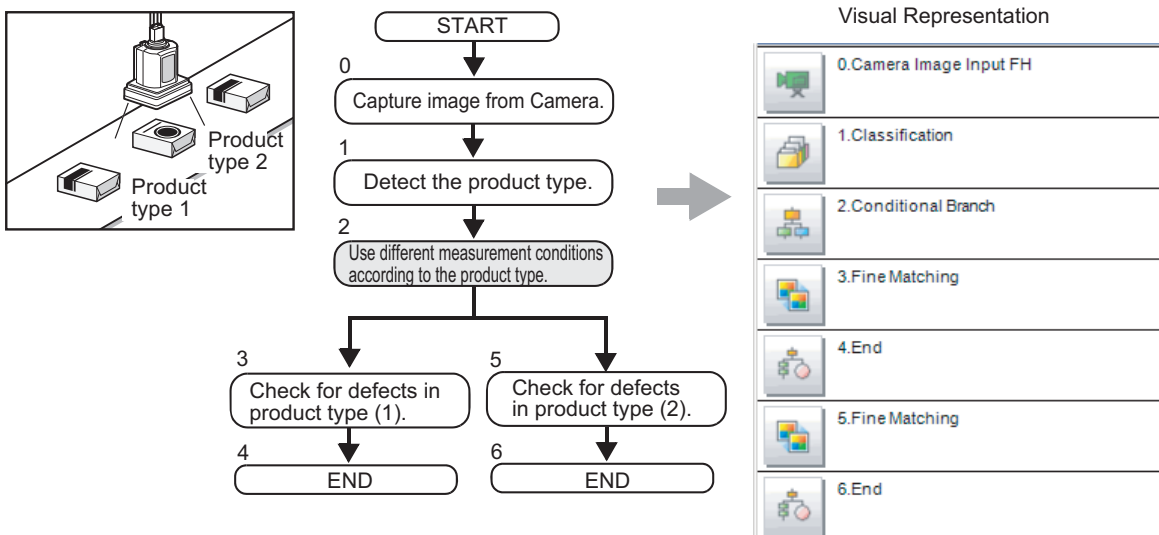 Product
type 2
Product
type 1
START
0
Capture image from Camera.
1
Detect the product type.
2
Use different measurement conditions
according to the product type.
3
Check for defects in
product type (1).
4
END
5
Check for defects
in product type (2).
6
END
Visual Representation
0.Camera Image Input FH
1.Classification
2.Conditional Branch
3.Fine Matching
4.End
5.Fine Matching
6.End